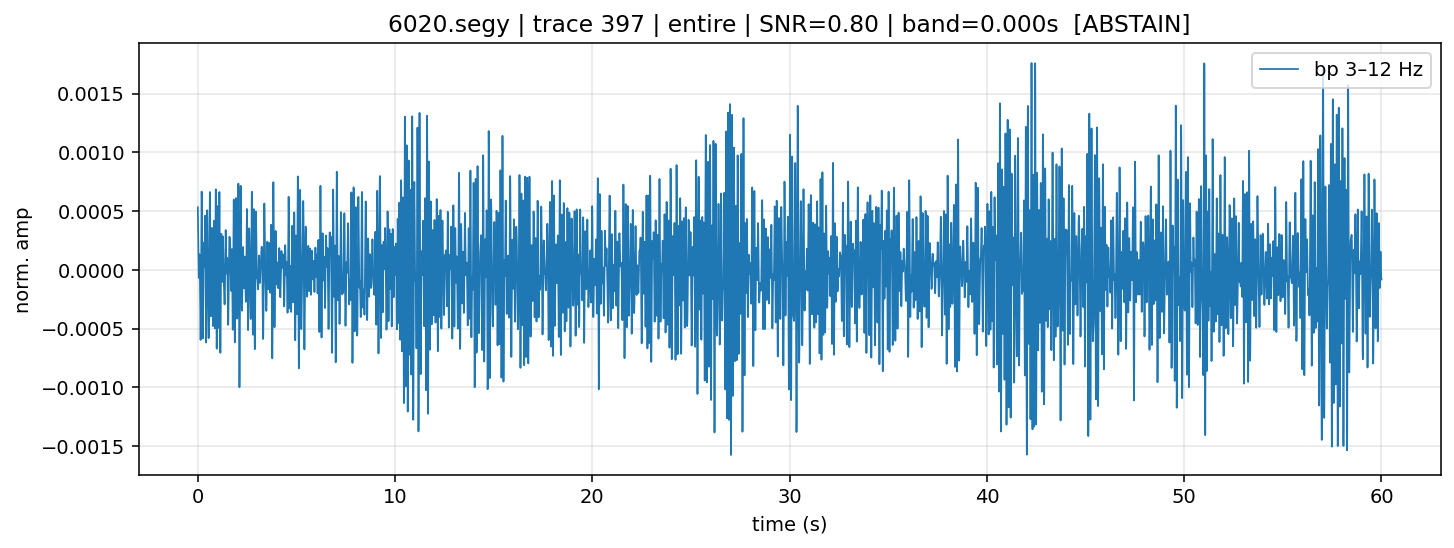 6020.segy | trace 397 | entire | SNR=0.80 | band=0.000s  [ABSTAIN]
bp 3–12 Hz
norm. amp
0.0015
0.0010
0.0005
0.0000
−0.0005
−0.0010
−0.0015
0 10 20 30 40 50 60
time (s)